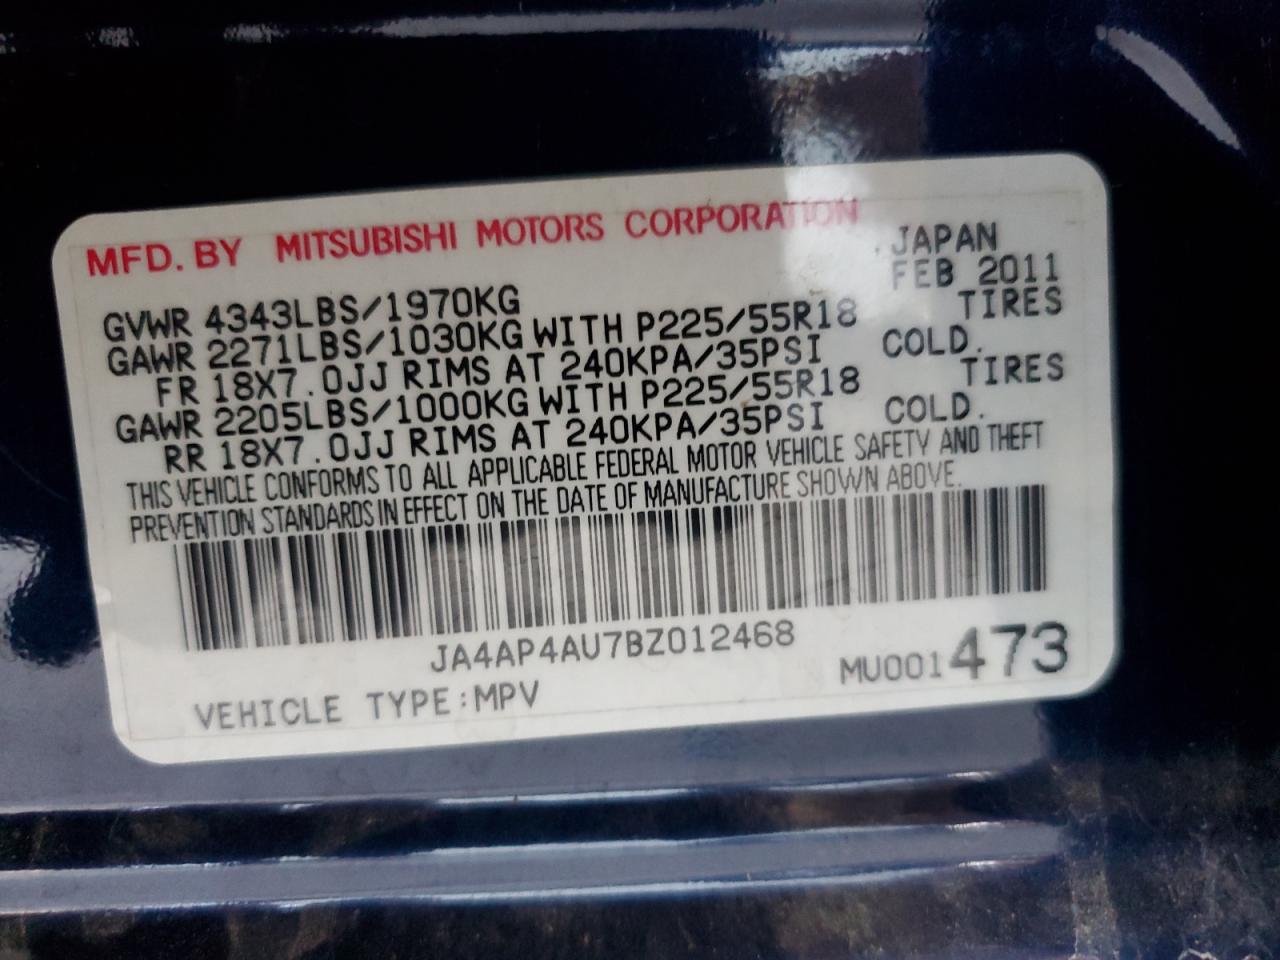 MFD. BY MITSUBISHI MOTORS CORPORATION
JAPAN
GVWR 4343LBS/1970KG FEB 2011
GAWR 2271LBS/1030KG WITH P225/55R18 TIRES
FR 18X7.0JJ RIMS AT 240KPA/35PSI COLD.
GAWR 2205LBS/1000KG WITH P225/55R18 TIRES
RR 18X7.0JJ RIMS AT 240KPA/35PSI COLD.
THIS VEHICLE CONFORMS TO ALL APPLICABLE FEDERAL MOTOR VEHICLE SAFETY AND THEFT
PREVENTION STANDARDS IN EFFECT ON THE DATE OF MANUFACTURE SHOWN ABOVE.
JA4AP4AU7BZ012468
VEHICLE TYPE:MPV MU001473